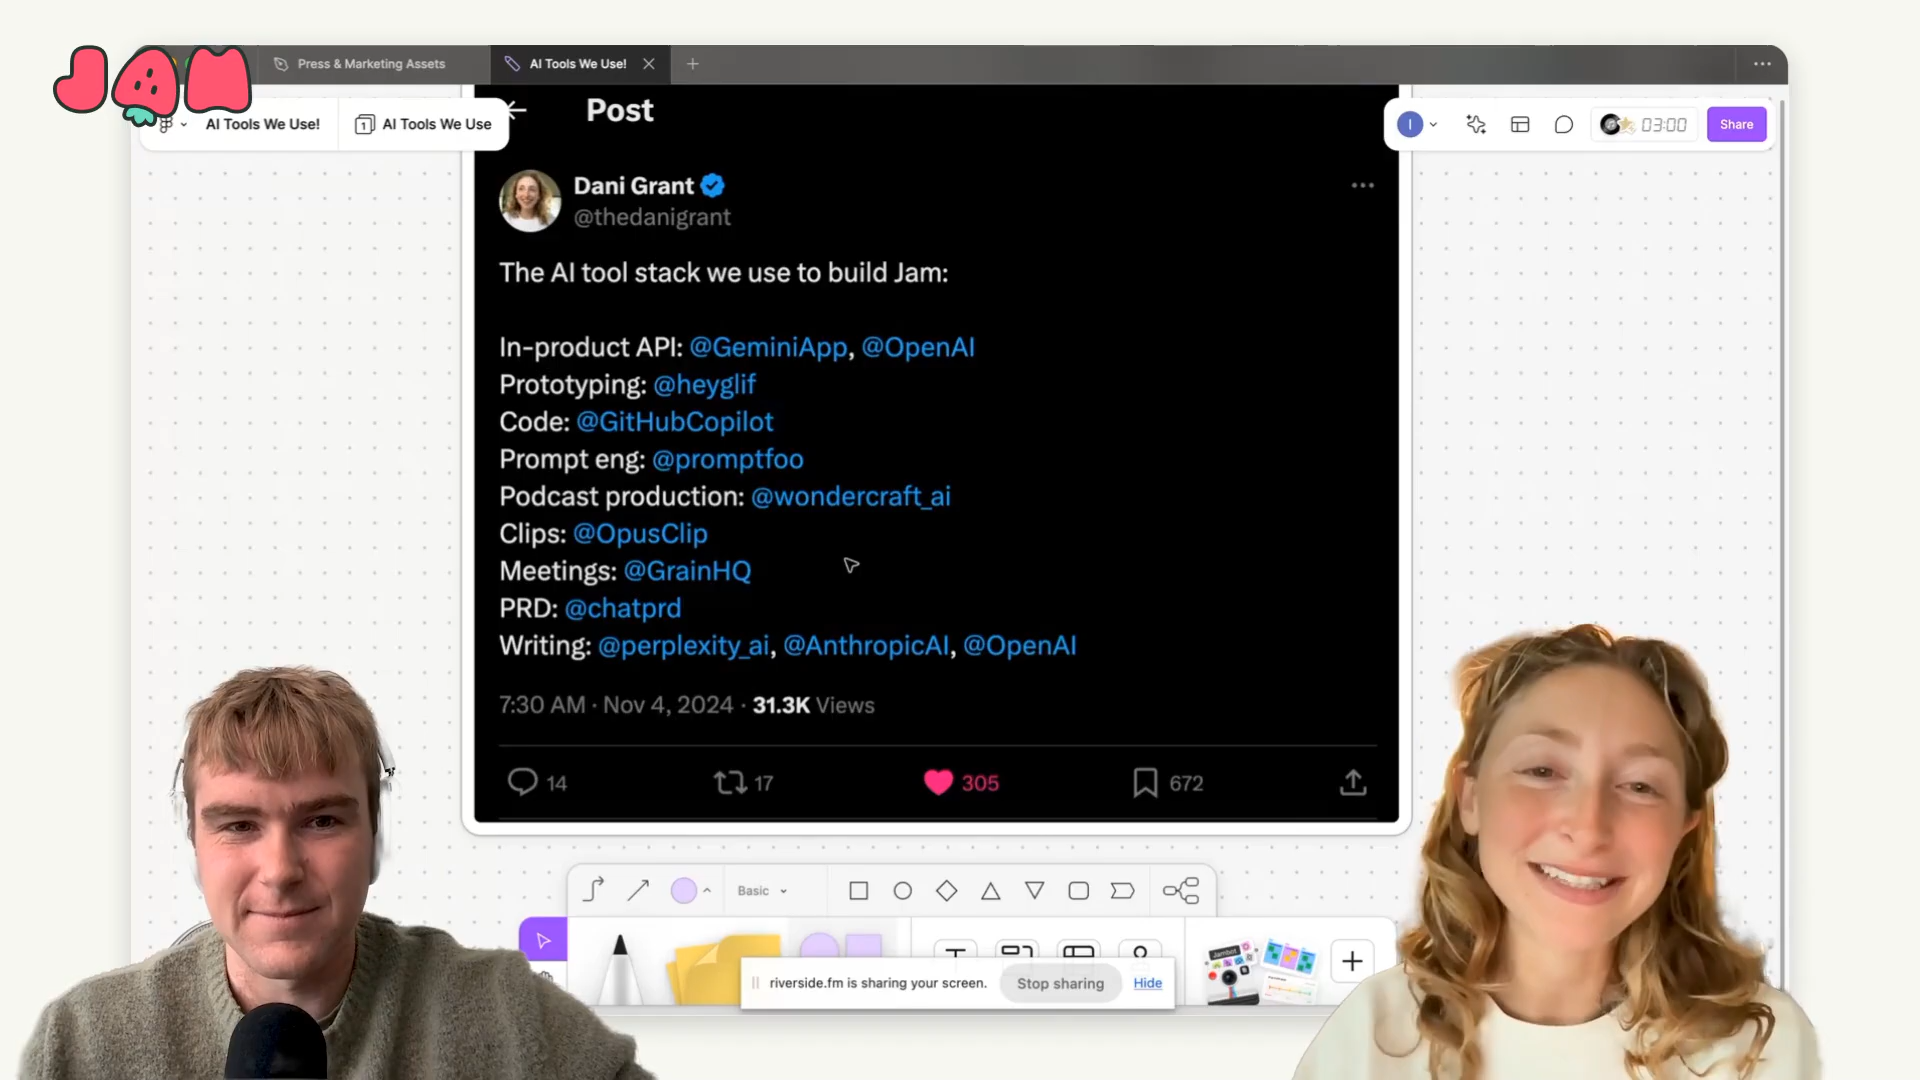 JAM
Press & Marketing Assets
AI Tools We Use!
AI Tools We Use!
1
AI Tools We Use
I
03:00
Share
Post
Dani Grant
@thedanigrant
The AI tool stack we use to build Jam:
In-product API: @GeminiApp, @OpenAI
Prototyping: @heyglif
Code: @GitHubCopilot
Prompt eng: @promptfoo
Podcast production: @wondercraft_ai
Clips: @OpusClip
Meetings: @GrainHQ
PRD: @chatprd
Writing: @perplexity_ai, @AnthropicAI, @OpenAI
7:30 AM · Nov 4, 2024 · 31.3K Views
14
17
305
672
Basic
riverside.fm is sharing your screen.
Stop sharing
Hide